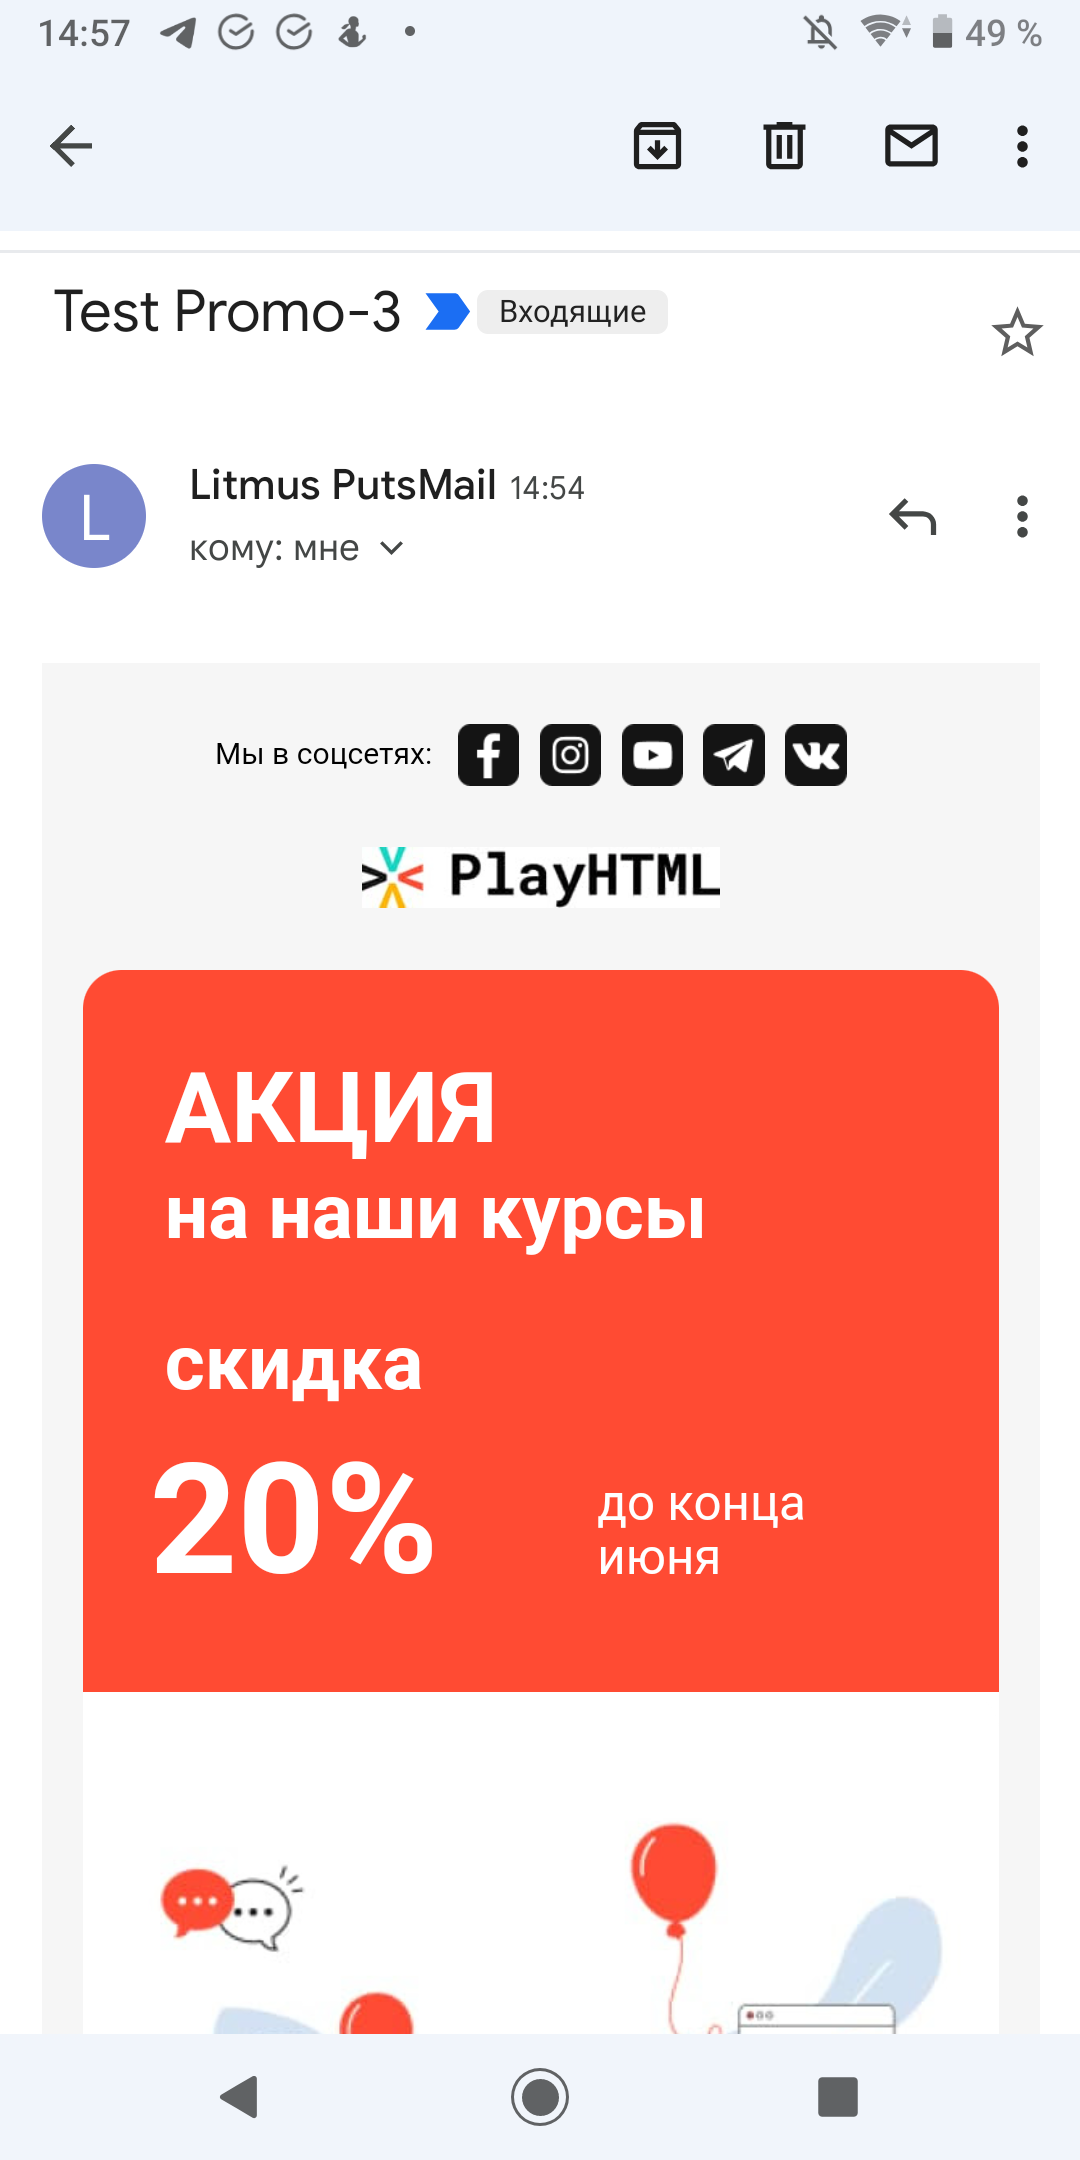 14:57
49 %
Test Promo-3 Входящие
L
Litmus PutsMail 14:54
кому: мне
Мы в соцсетях:
PlayHTML
АКЦИЯ
на наши курсы
скидка
20%
до конца
июня